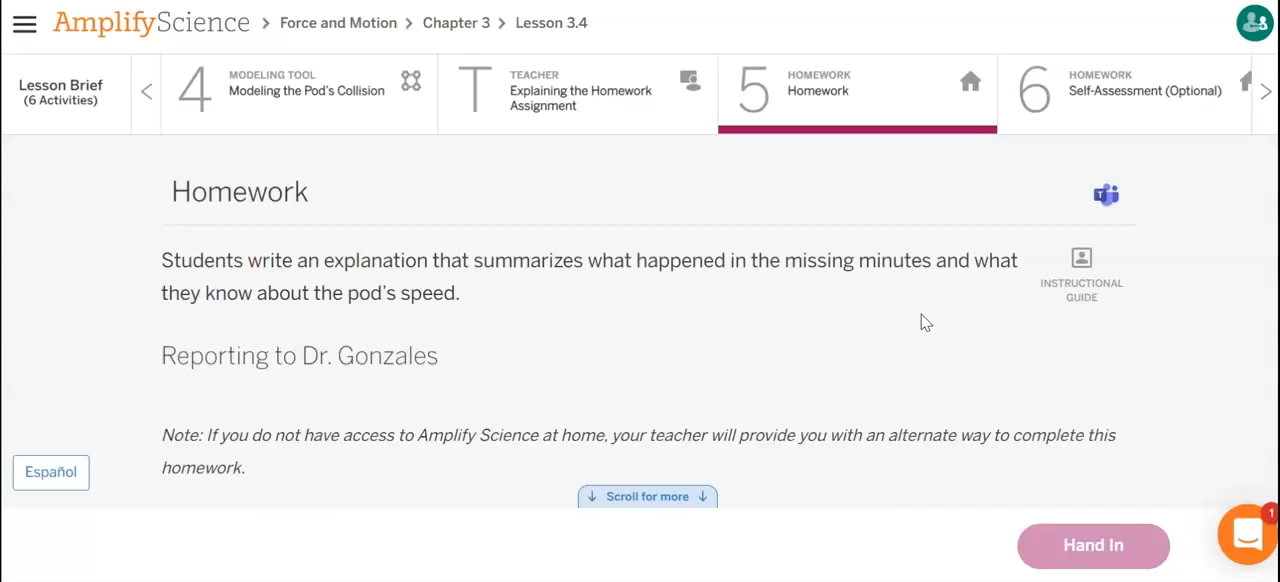 AmplifyScience > Force and Motion > Chapter 3 > Lesson 3.4
Lesson Brief
(6 Activities)
<
4
MODELING TOOL
Modeling the Pod's Collision
T
TEACHER
Explaining the Homework
Assignment
5
HOMEWORK
Homework
6
HOMEWORK
Self-Assessment (Optional)
>
Homework
T
Students write an explanation that summarizes what happened in the missing minutes and what
they know about the pod's speed.
INSTRUCTIONAL
GUIDE
Reporting to Dr. Gonzales
Note: If you do not have access to Amplify Science at home, your teacher will provide you with an alternate way to complete this
homework.
Español
↓ Scroll for more ↓
Hand In
1